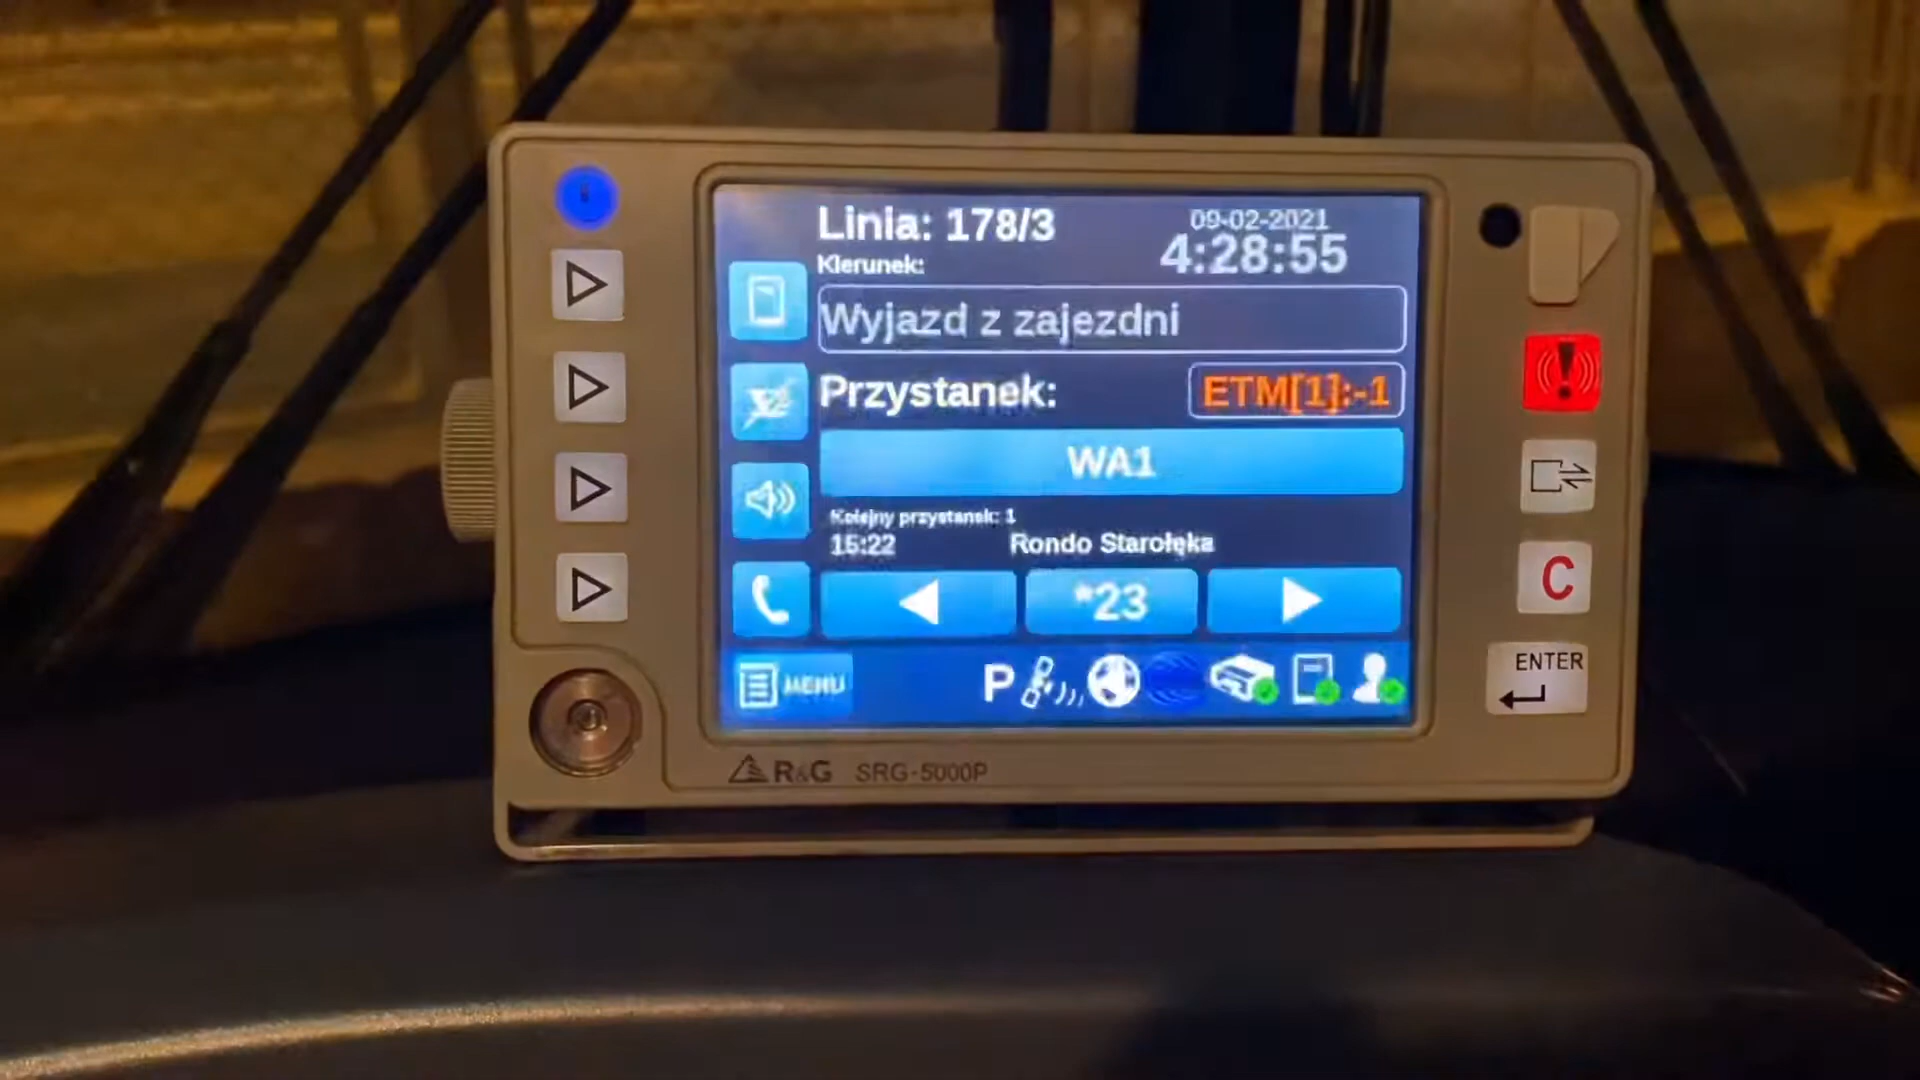 Linia: 178/3
09-02-2021
4:28:55
Kierunek:
Wyjazd z zajezdni
Przystanek:
ETM[1]:-1
WA1
Kolejny przystanek: 1
15:22 Rondo Starołęka
*23
MENU
P
C
ENTER
R&G SRG-5000P